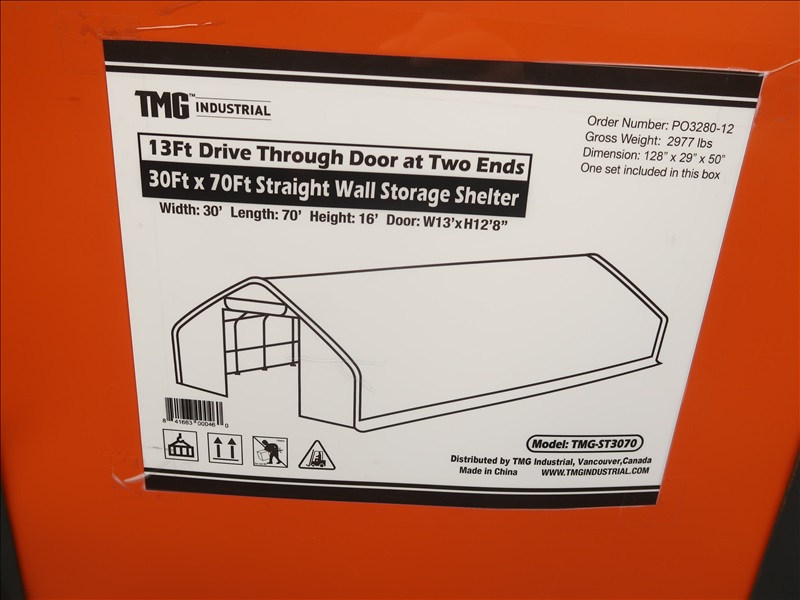 TMG™ INDUSTRIAL
Order Number: PO3280-12
Gross Weight: 2977 lbs
Dimension: 128" x 29" x 50"
One set included in this box
13Ft Drive Through Door at Two Ends
30Ft x 70Ft Straight Wall Storage Shelter
Width: 30' Length: 70' Height: 16' Door: W13'xH12'8"
8 41663 00046 0
Model: TMG-ST3070
Distributed by TMG Industrial, Vancouver,Canada
Made in China WWW.TMGINDUSTRIAL.COM